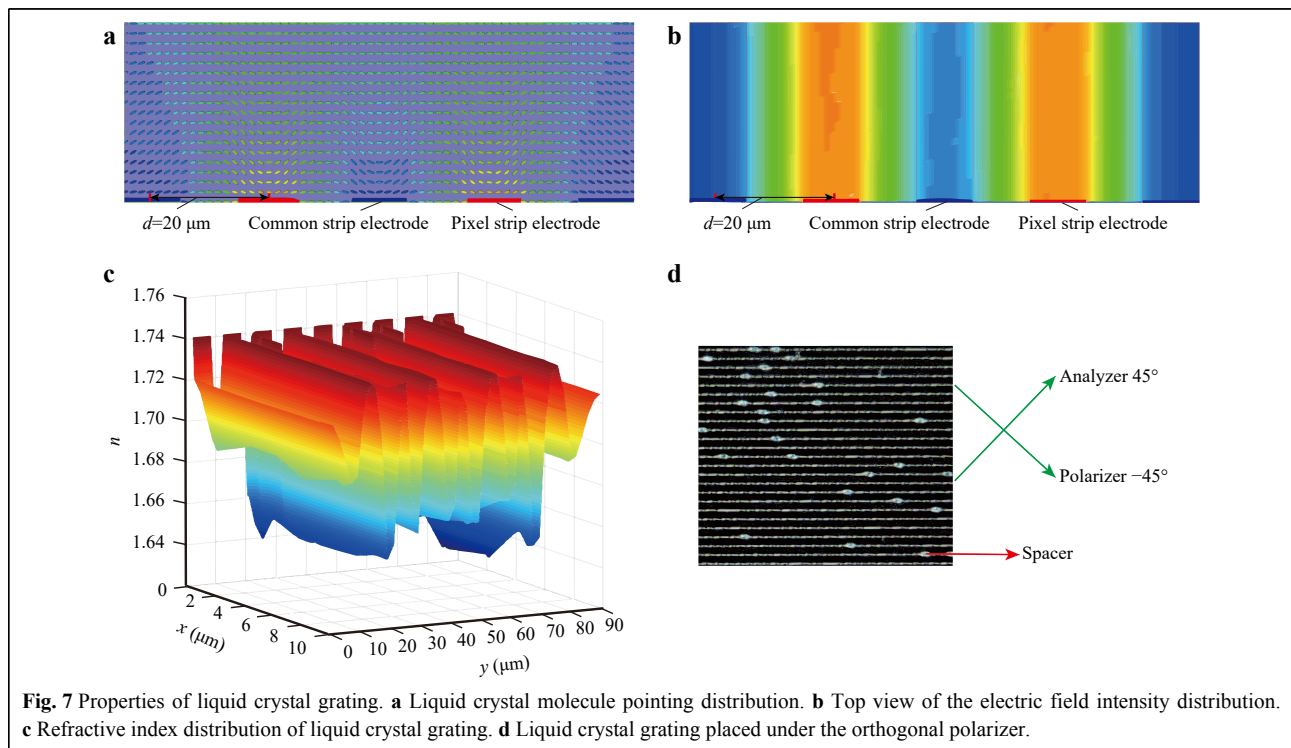 a
b
d=20 μm
Common strip electrode
Pixel strip electrode
d=20 μm
Common strip electrode
Pixel strip electrode
c
d
1.76
1.74
1.72
1.70
1.68
1.66
1.64
n
0
2
4
6
8
10
x (μm)
0
10
20
30
40
50
60
70
80
90
y (μm)
Analyzer 45°
Polarizer −45°
Spacer
Fig. 7 Properties of liquid crystal grating. a Liquid crystal molecule pointing distribution. b Top view of the electric field intensity distribution.
c Refractive index distribution of liquid crystal grating. d Liquid crystal grating placed under the orthogonal polarizer.